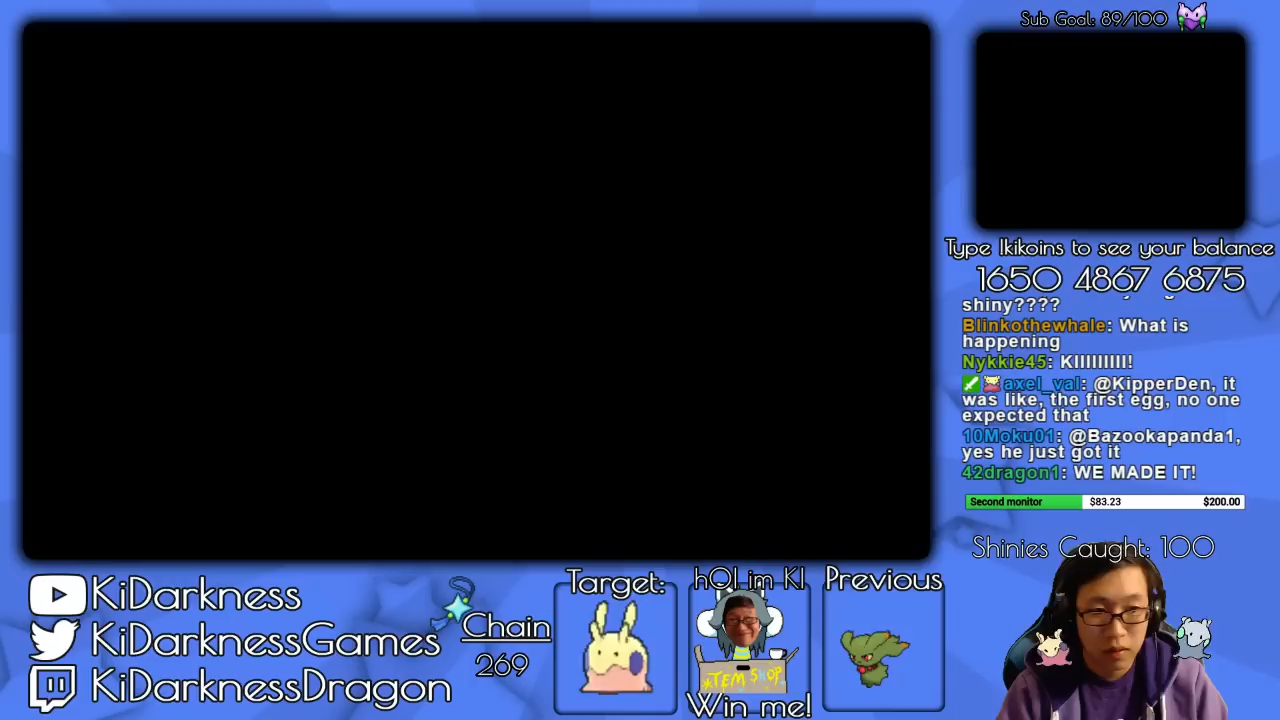 Sub Goal: 89/100
Type !kikoins to see your balance
1650 4867 6875
shiny????
Blinkothewhale: What is
happening
Nykkie45: KIIIIIIIII!
axel_val: @KipperDen, it
was like, the first egg, no one
expected that
10Moku01: @Bazookapanda1,
yes he just got it
42dragon1: WE MADE IT!
Second monitor $83.23 $200.00
Shinies Caught: 100
KiDarkness
KiDarknessGames
KiDarknessDragon
Chain
269
Target:
hOI im KI
*TEM SHOP
Win me!
Previous